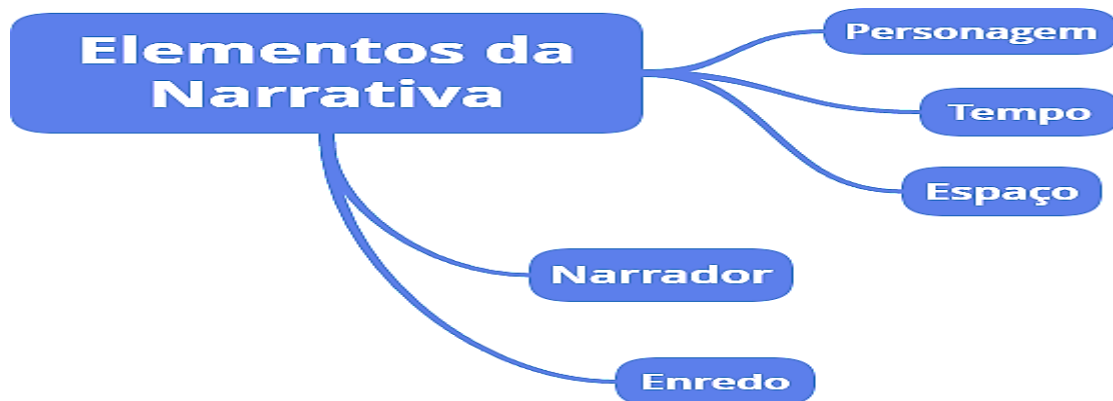 Elementos da
Narrativa
Personagem
Tempo
Espaço
Narrador
Enredo